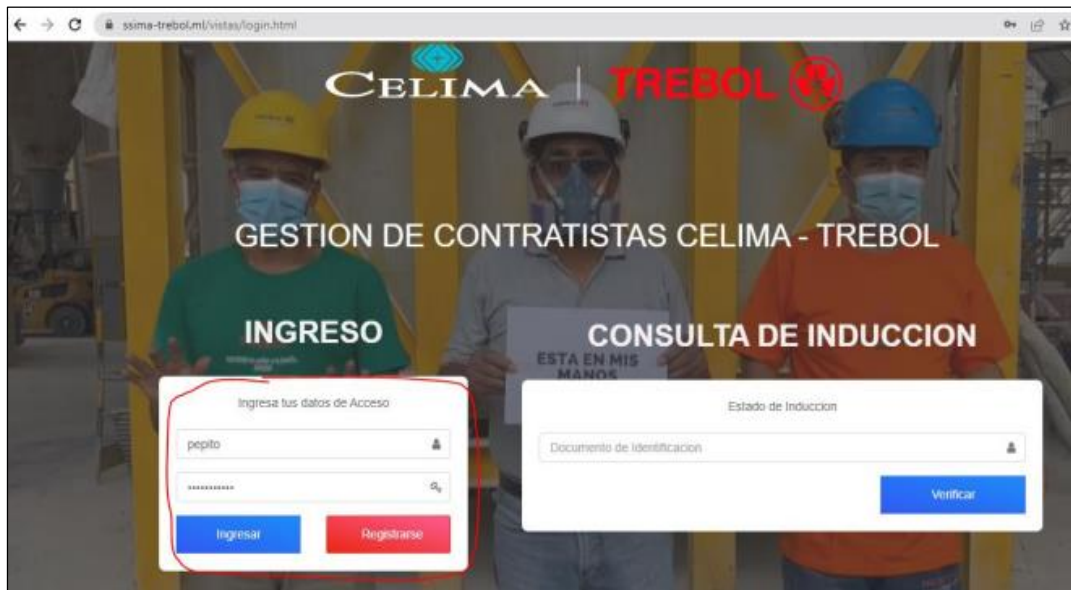 ssima-trebol.ml/vistas/login.html
CELIMA | TREBOL
GESTION DE CONTRATISTAS CELIMA - TREBOL
INGRESO
Ingresa tus datos de Acceso
pepito
••••••••••••
Ingresar Registrarse
CONSULTA DE INDUCCION
Estado de Induccion
Documento de Identificacion
Verificar
ESTA EN MIS
MANOS